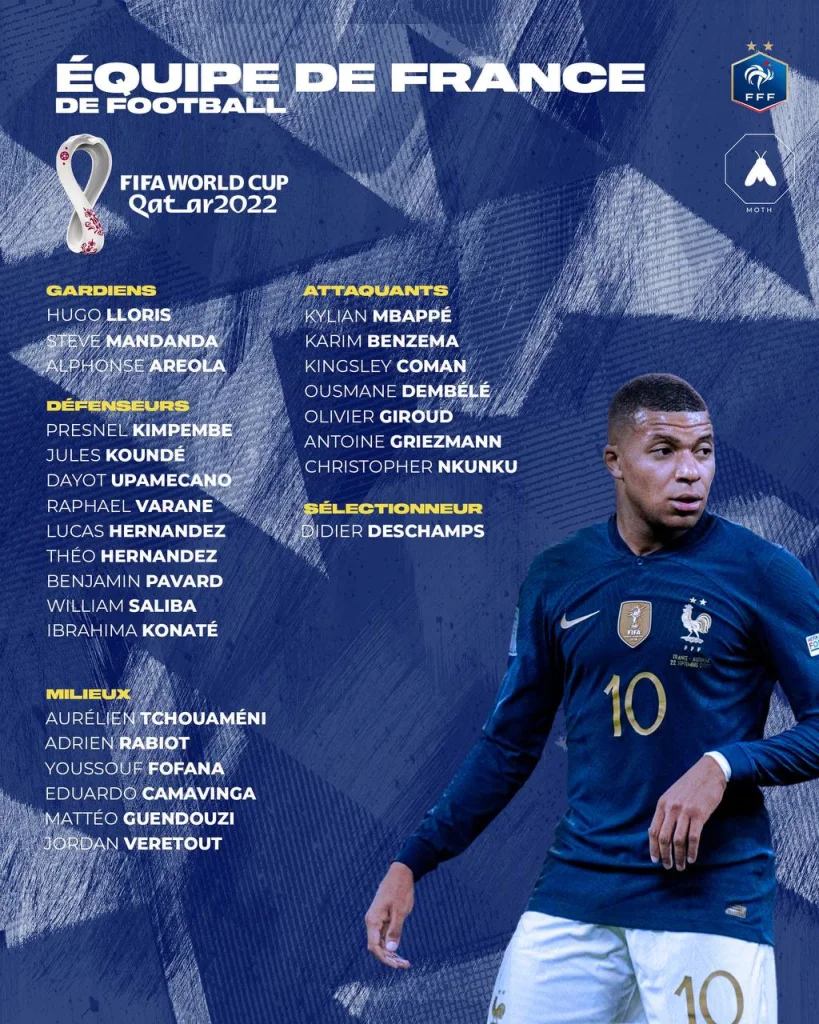 ÉQUIPE DE FRANCE
DE FOOTBALL
FFF
MOTH
FIFA WORLD CUP
Qatar2022
GARDIENS
HUGO LLORIS
STEVE MANDANDA
ALPHONSE AREOLA
DÉFENSEURS
PRESNEL KIMPEMBE
JULES KOUNDÉ
DAYOT UPAMECANO
RAPHAEL VARANE
LUCAS HERNANDEZ
THÉO HERNANDEZ
BENJAMIN PAVARD
WILLIAM SALIBA
IBRAHIMA KONATÉ
MILIEUX
AURÉLIEN TCHOUAMÉNI
ADRIEN RABIOT
YOUSSOUF FOFANA
EDUARDO CAMAVINGA
MATTÉO GUENDOUZI
JORDAN VERETOUT
ATTAQUANTS
KYLIAN MBAPPÉ
KARIM BENZEMA
KINGSLEY COMAN
OUSMANE DEMBÉLÉ
OLIVIER GIROUD
ANTOINE GRIEZMANN
CHRISTOPHER NKUNKU
SÉLECTIONNEUR
DIDIER DESCHAMPS
FIFA
FFF
10
10